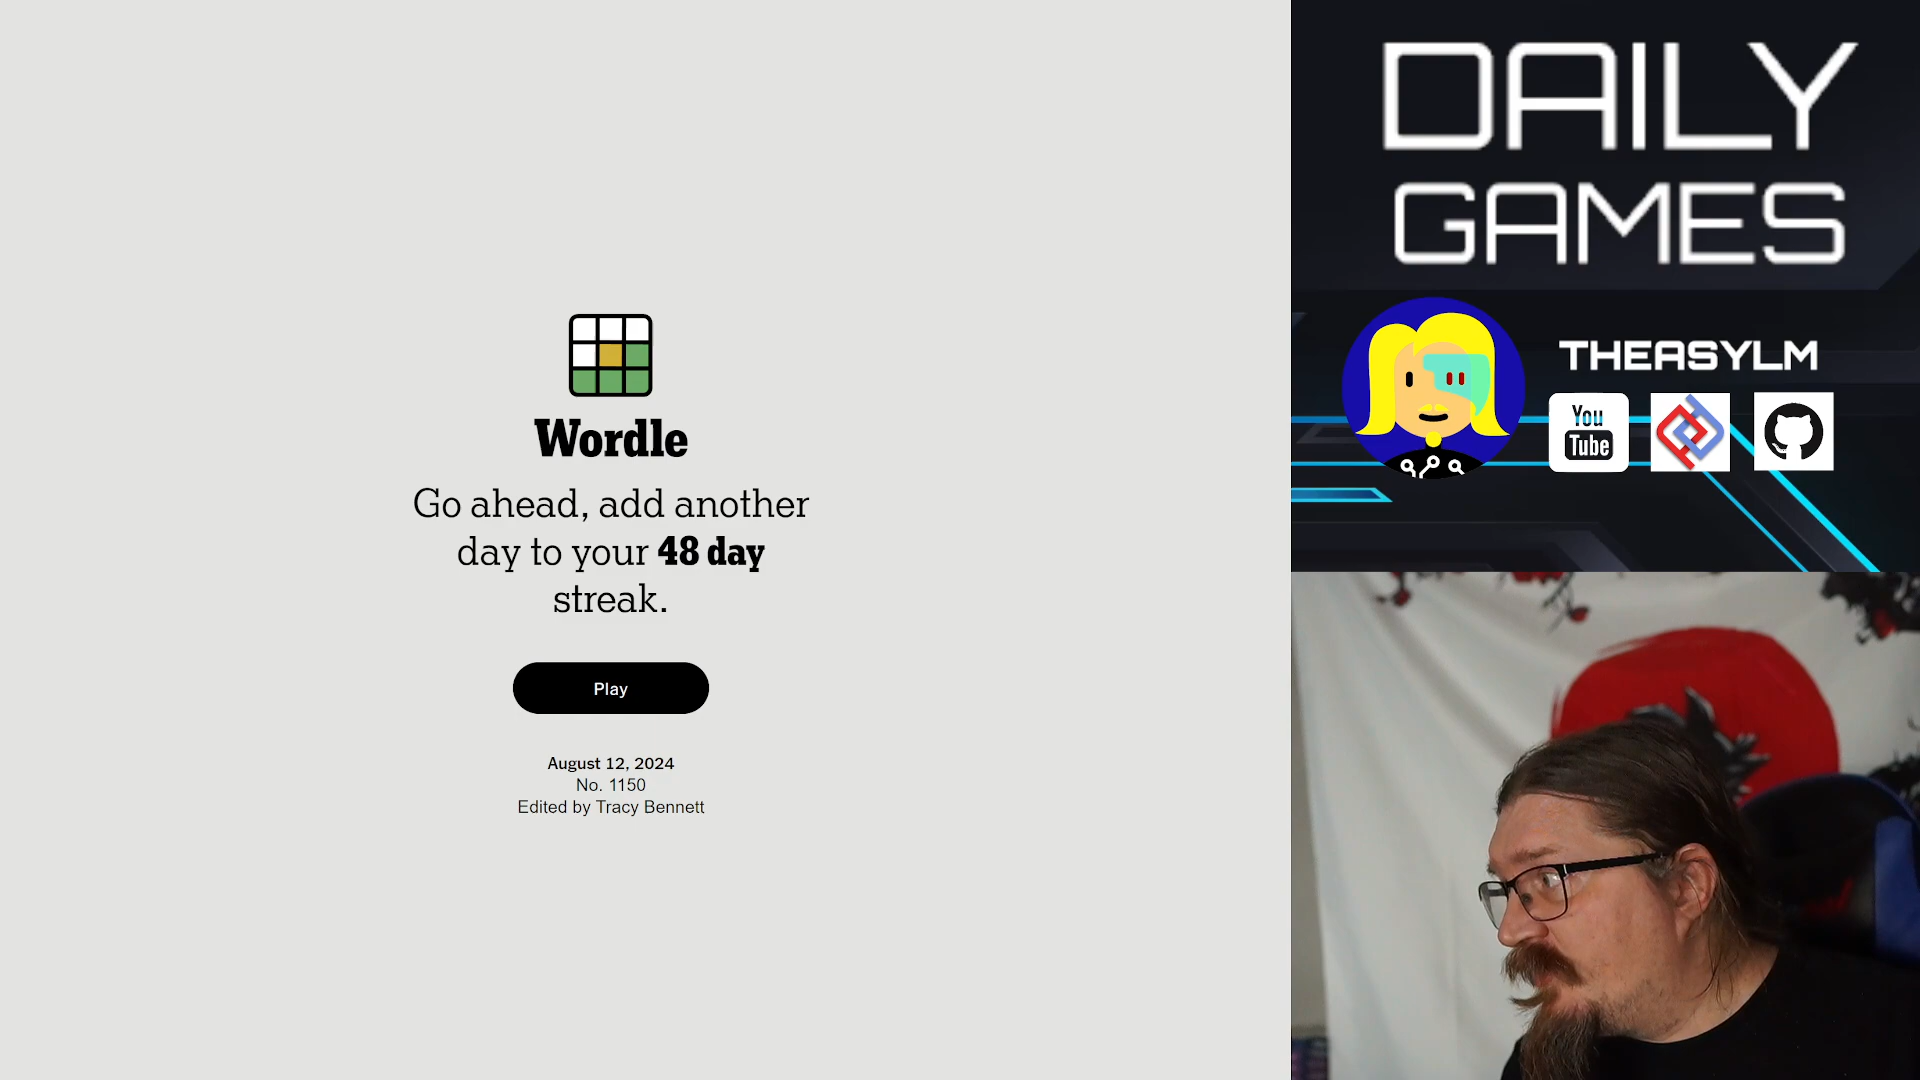 Wordle
Go ahead, add another
day to your 48 day
streak.
Play
August 12, 2024
No. 1150
Edited by Tracy Bennett
DAILY
GAMES
THEASYLM
You
Tube